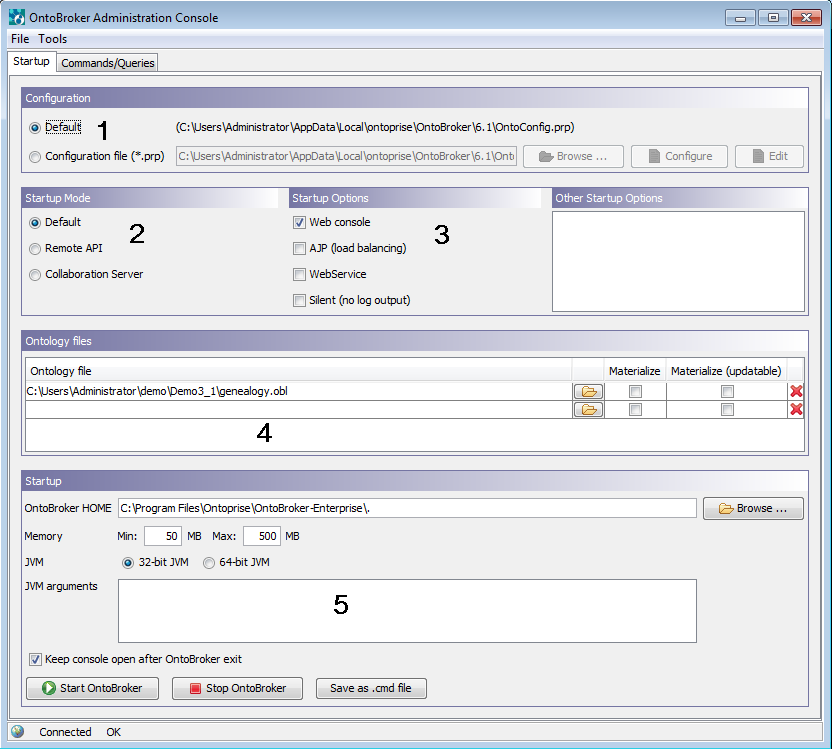 OntoBroker Administration Console
File Tools
Startup Commands/Queries
Configuration
Default 1 (C:\Users\Administrator\AppData\Local\ontoprise\OntoBroker\6.1\OntoConfig.prp)
Configuration file (*.prp) C:\Users\Administrator\AppData\Local\ontoprise\OntoBroker\6.1\Ont Browse ... Configure Edit
Startup Mode Startup Options Other Startup Options
Default 2 Web console 3
Remote API AJP (load balancing)
Collaboration Server WebService
Silent (no log output)
Ontology files
Ontology file Materialize Materialize (updatable)
C:\Users\Administrator\demo\Demo3_1\genealogy.obl
4
Startup
OntoBroker HOME C:\Program Files\Ontoprise\OntoBroker-Enterprise\. Browse ...
Memory Min: 50 MB Max: 500 MB
JVM 32-bit JVM 64-bit JVM
JVM arguments
5
Keep console open after OntoBroker exit
Start OntoBroker Stop OntoBroker Save as .cmd file
Connected OK